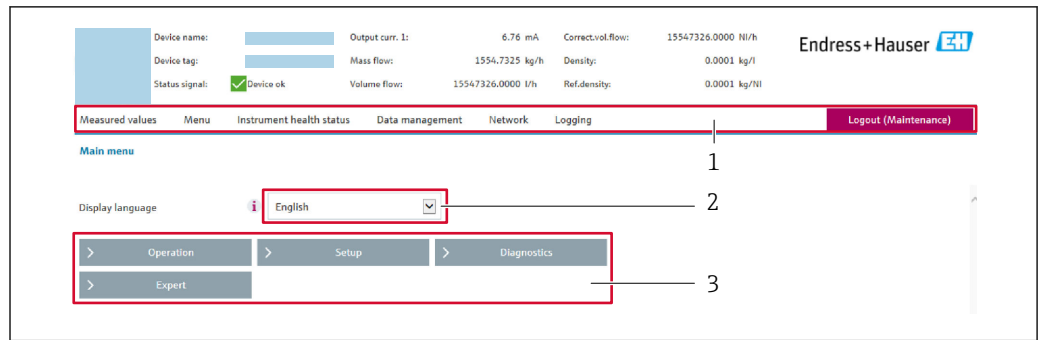 Device name:
Output curr. 1: 6.76 mA
Correct.vol.flow: 15547326.0000 Nl/h
Endress+Hauser EH
Device tag:
Mass flow: 1554.7325 kg/h
Density: 0.0001 kg/l
Status signal: Device ok
Volume flow: 15547326.0000 l/h
Ref.density: 0.0001 kg/Nl
Measured values Menu Instrument health status Data management Network Logging Logout (Maintenance)
1
Main menu
Display language i English
2
> Operation > Setup > Diagnostics
> Expert
3